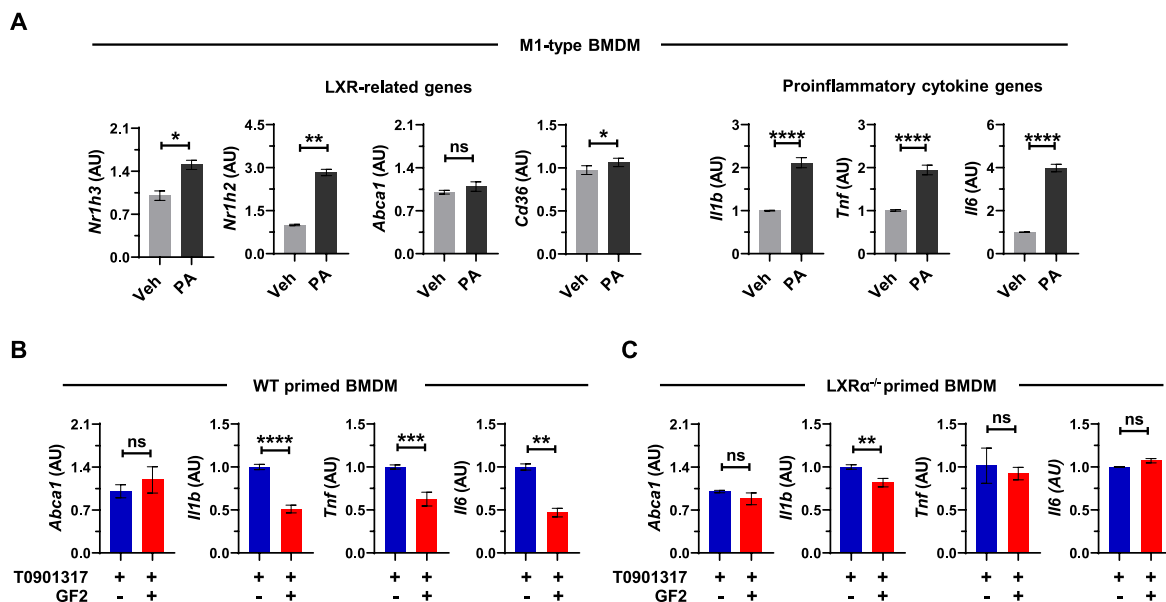 A
M1-type BMDM
LXR-related genes
Proinflammatory cytokine genes
Nr1h3 (AU)
2.1
1.4
0.7
0.0
*
Veh PA
Nr1h2 (AU)
4.5
3.0
1.5
0.0
**
Veh PA
Abca1 (AU)
2.1
1.4
0.7
0.0
ns
Veh PA
Cd36 (AU)
1.5
1.0
0.5
0.0
*
Veh PA
Il1b (AU)
3
2
1
0
****
Veh PA
Tnf (AU)
3
2
1
0
****
Veh PA
Il6 (AU)
6
4
2
0
****
Veh PA
B
WT primed BMDM
Abca1 (AU)
2.1
1.4
0.7
0.0
ns
Il1b (AU)
1.5
1.0
0.5
0.0
****
Tnf (AU)
1.5
1.0
0.5
0.0
***
Il6 (AU)
1.5
1.0
0.5
0.0
**
T0901317 + + + + + + + +
GF2 - + - + - + - +
C
LXRα-/- primed BMDM
Abca1 (AU)
2.1
1.4
0.7
0.0
ns
Il1b (AU)
1.5
1.0
0.5
0.0
**
Tnf (AU)
1.5
1.0
0.5
0.0
ns
Il6 (AU)
1.5
1.0
0.5
0.0
ns
T0901317 + + + + + + + +
GF2 - + - + - + - +